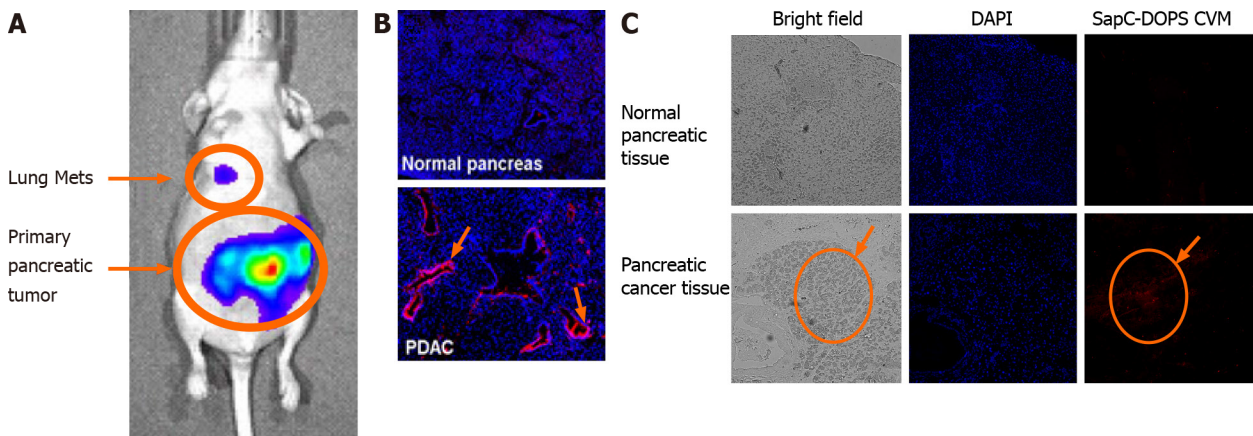 A
Lung Mets
Primary
pancreatic
tumor
B
Normal pancreas
PDAC
C
Bright field
DAPI
SapC-DOPS CVM
Normal
pancreatic
tissue
Pancreatic
cancer tissue